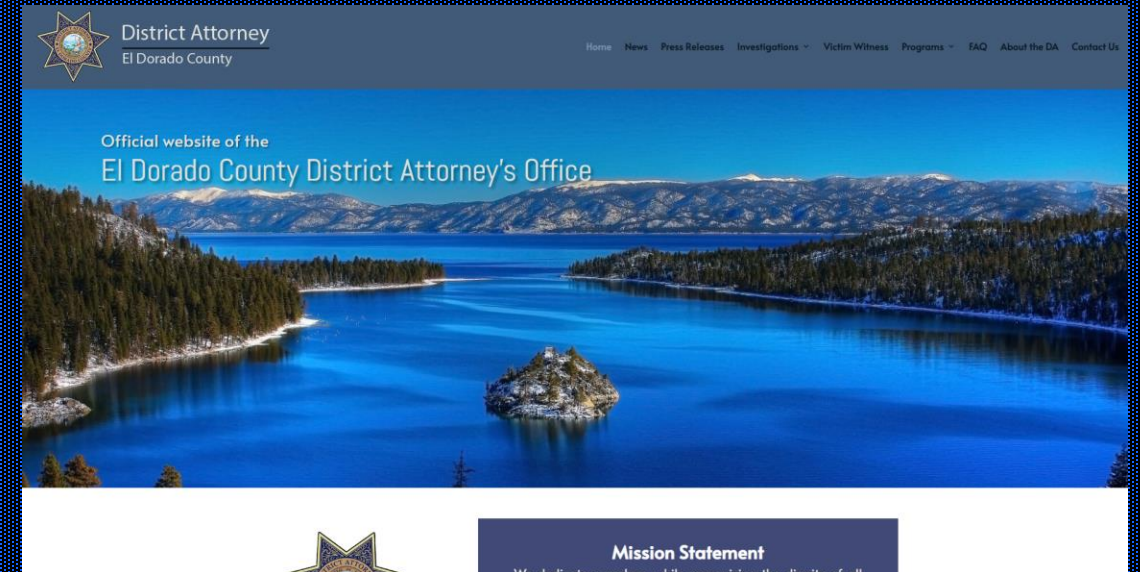 District Attorney
El Dorado County
Home News Press Releases Investigations Victim Witness Programs FAQ About the DA Contact Us
Official website of the
El Dorado County District Attorney's Office
Mission Statement